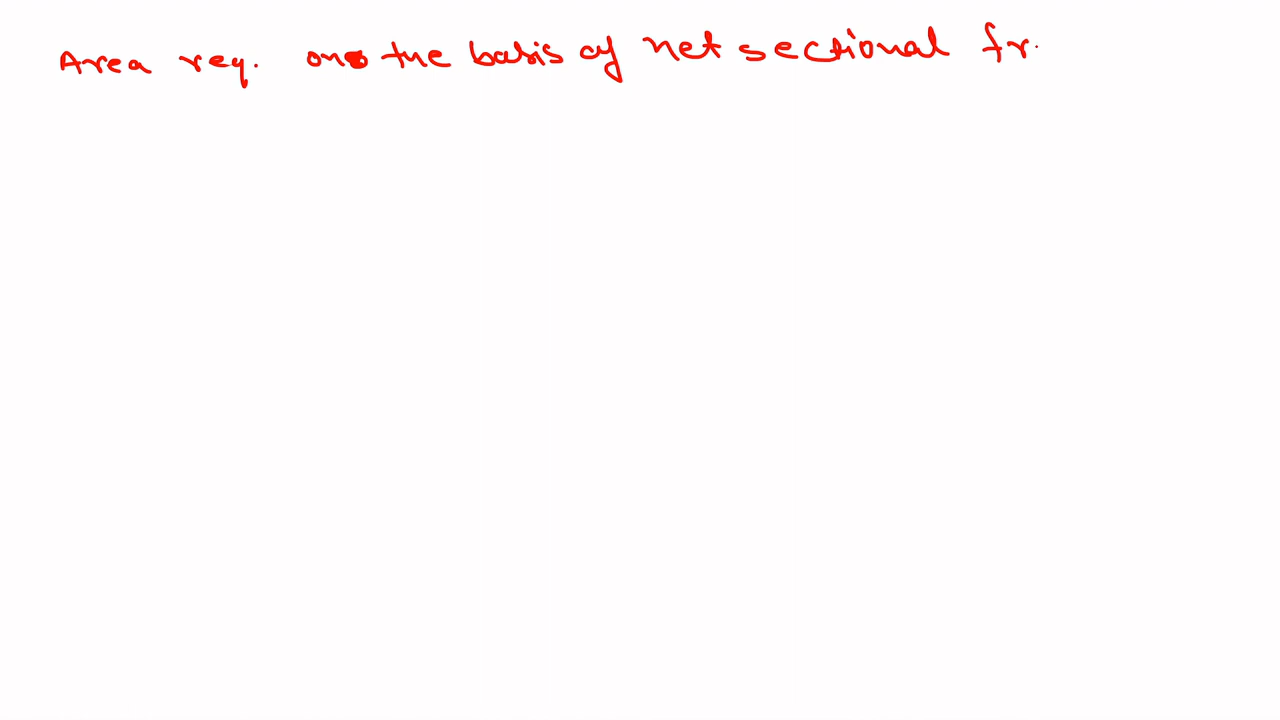 Area req. on the basis of net sectional fr.